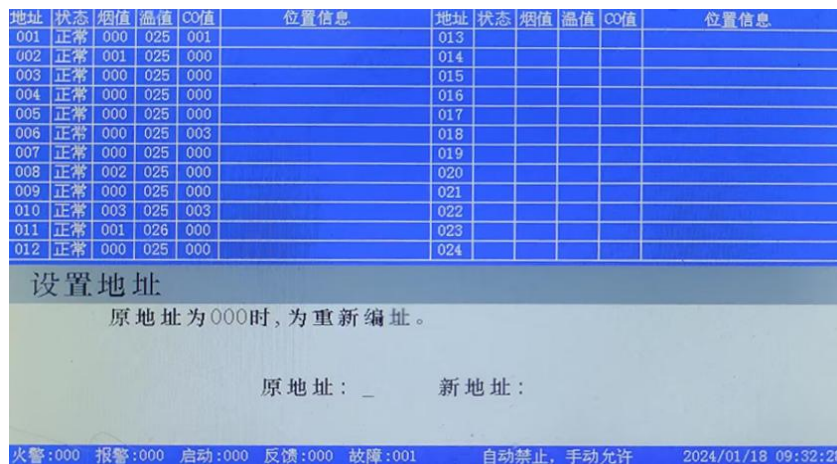 地址 状态 烟值 温值 CO值 位置信息 地址 状态 烟值 温值 CO值 位置信息
001 正常 000 025 001 013
002 正常 001 025 000 014
003 正常 000 025 000 015
004 正常 000 025 000 016
005 正常 000 025 000 017
006 正常 000 025 003 018
007 正常 000 025 000 019
008 正常 002 025 000 020
009 正常 000 025 000 021
010 正常 003 025 003 022
011 正常 001 026 000 023
012 正常 000 025 000 024
设置地址
原地址为000时,为重新编址。
原地址: _ 新地址:
火警:000 报警:000 启动:000 反馈:000 故障:001 自动禁止, 手动允许 2024/01/18 09:32:2